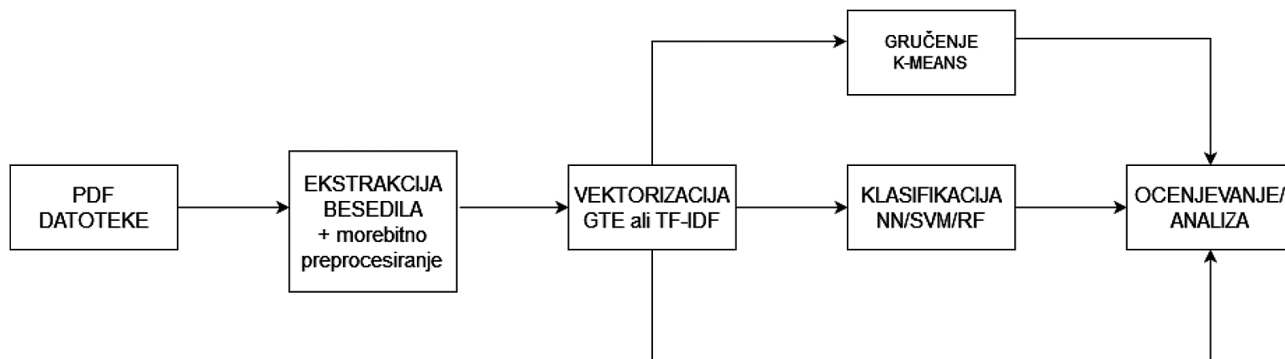 PDF
DATOTEKE
EKSTRAKCIJA
BESEDILA
+ morebitno
preprocesiranje
VEKTORIZACIJA
GTE ali TF-IDF
GRUČENJE
K-MEANS
KLASIFIKACIJA
NN/SVM/RF
OCENJEVANJE/
ANALIZA